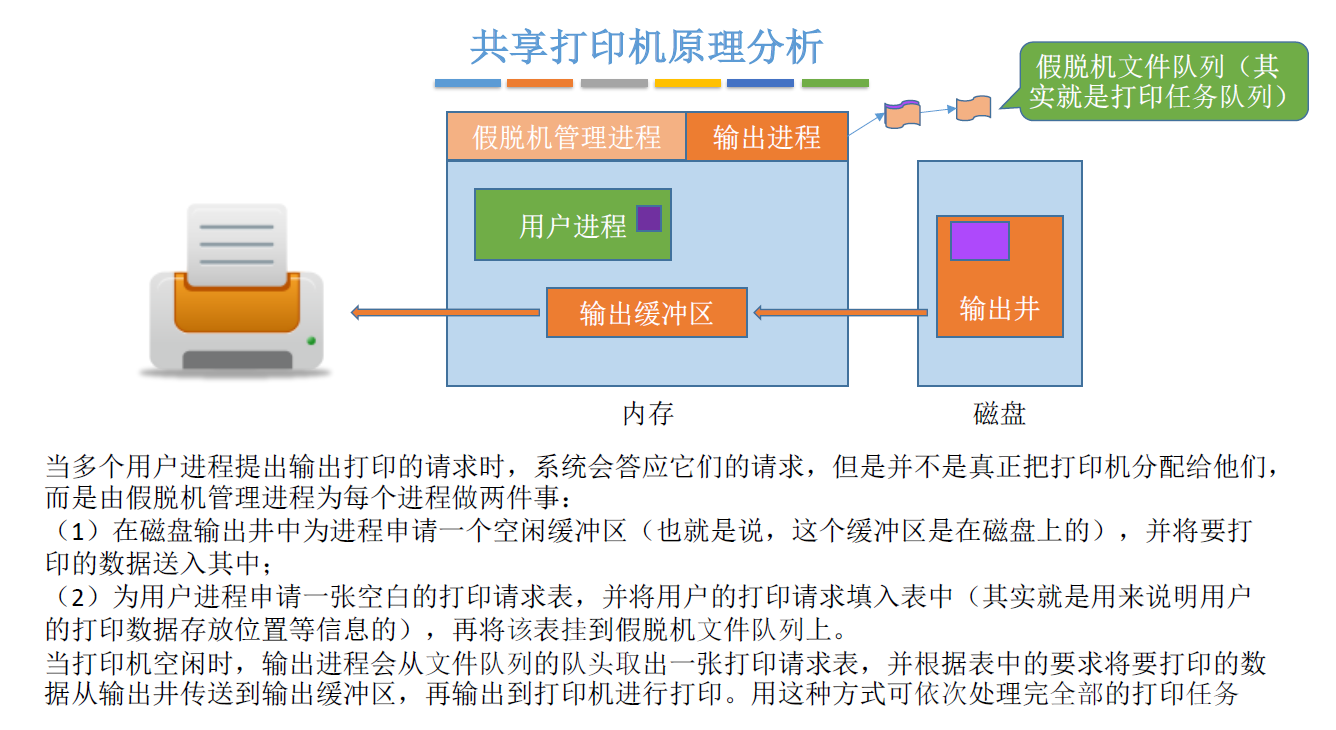 共享打印机原理分析
假脱机文件队列（其
实就是打印任务队列）
假脱机管理进程
输出进程
用户进程
输出缓冲区
输出井
内存
磁盘
当多个用户进程提出输出打印的请求时，系统会答应它们的请求，但是并不是真正把打印机分配给他们，
而是由假脱机管理进程为每个进程做两件事：
（1）在磁盘输出井中为进程申请一个空闲缓冲区（也就是说，这个缓冲区是在磁盘上的），并将要打
印的数据送入其中；
（2）为用户进程申请一张空白的打印请求表，并将用户的打印请求填入表中（其实就是用来说明用户
的打印数据存放位置等信息的），再将该表挂到假脱机文件队列上。
当打印机空闲时，输出进程会从文件队列的队头取出一张打印请求表，并根据表中的要求将要打印的数
据从输出井传送到输出缓冲区，再输出到打印机进行打印。用这种方式可依次处理完全部的打印任务